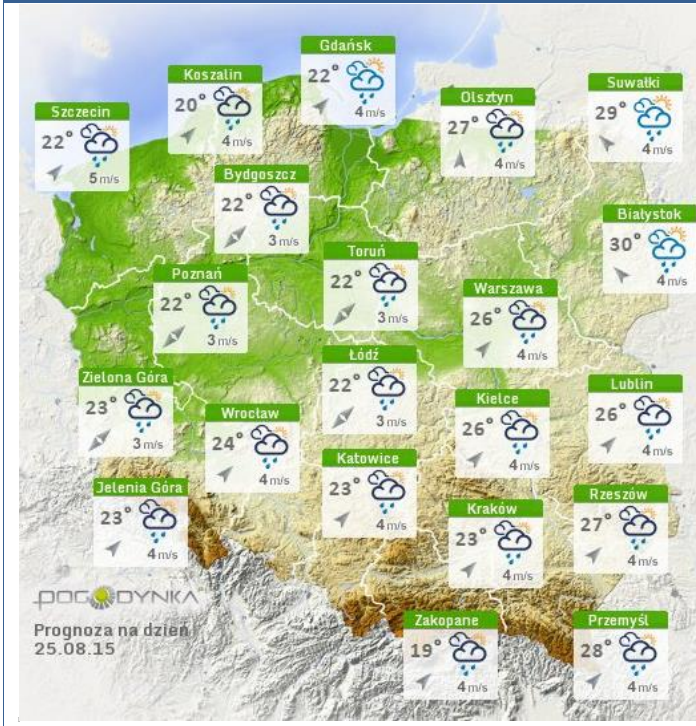 Gdańsk
22°
4 m/s
Koszalin
20°
4 m/s
Suwałki
29°
4 m/s
Olsztyn
27°
4 m/s
Szczecin
22°
5 m/s
Bydgoszcz
22°
3 m/s
Białystok
30°
4 m/s
Toruń
22°
3 m/s
Poznań
22°
3 m/s
Warszawa
26°
4 m/s
Łódź
22°
3 m/s
Zielona Góra
23°
3 m/s
Lublin
26°
4 m/s
Kielce
26°
4 m/s
Wrocław
24°
4 m/s
Katowice
23°
4 m/s
Jelenia Góra
23°
4 m/s
Rzeszów
27°
4 m/s
Kraków
23°
4 m/s
POGODYNKA
Prognoza na dzień
25.08.15
Zakopane
19°
4 m/s
Przemyśl
28°
4 m/s